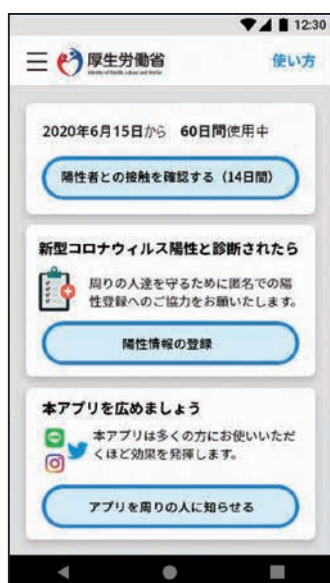 12:30
厚生労働省
Ministry of Health, Labour and Welfare
使い方
2020年6月15日から 60日間使用中
陽性者との接触を確認する（14日間）
新型コロナウィルス陽性と診断されたら
周りの人達を守るために匿名での陽
性登録へのご協力をお願いたします。
陽性情報の登録
本アプリを広めましょう
本アプリは多くの方にお使いいただ
くほど効果を発揮します。
アプリを周りの人に知らせる